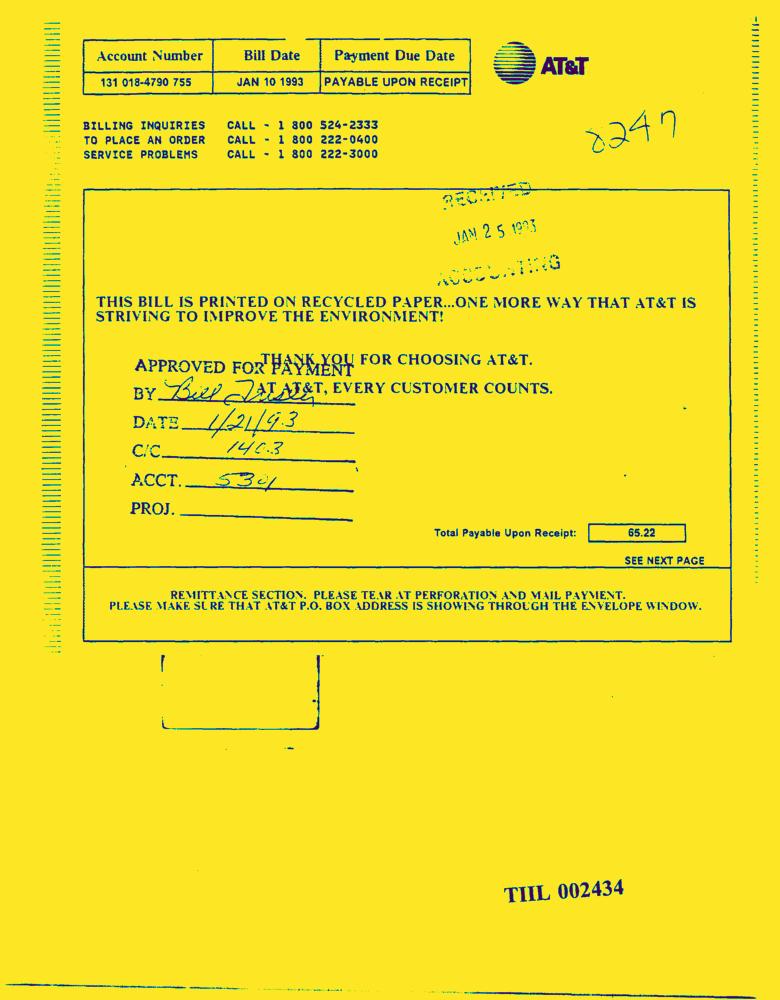 Account Number Bill Date Payment Due Date
131 018-4790 755 JAN 10 1993 PAYABLE UPON RECEIPT
AT&T
BILLING INQUIRIES CALL - 1 800 524-2333
TO PLACE AN ORDER CALL - 1 800 222-0400
SERVICE PROBLEMS CALL - 1 800 222-3000
8247
RECEIVED
JAN 25 1993
ACCOUNTING
THIS BILL IS PRINTED ON RECYCLED PAPER...ONE MORE WAY THAT AT&T IS
STRIVING TO IMPROVE THE ENVIRONMENT!
THANK YOU FOR CHOOSING AT&T.
APPROVED FOR PAYMENT
AT AT&T, EVERY CUSTOMER COUNTS.
BY Bill
DATE 1/21/93
C/C 1403
ACCT. 5301
PROJ.
Total Payable Upon Receipt: 65.22
SEE NEXT PAGE
REMITTANCE SECTION. PLEASE TEAR AT PERFORATION AND MAIL PAYMENT.
PLEASE MAKE SURE THAT AT&T P.O. BOX ADDRESS IS SHOWING THROUGH THE ENVELOPE WINDOW.
TIIL 002434